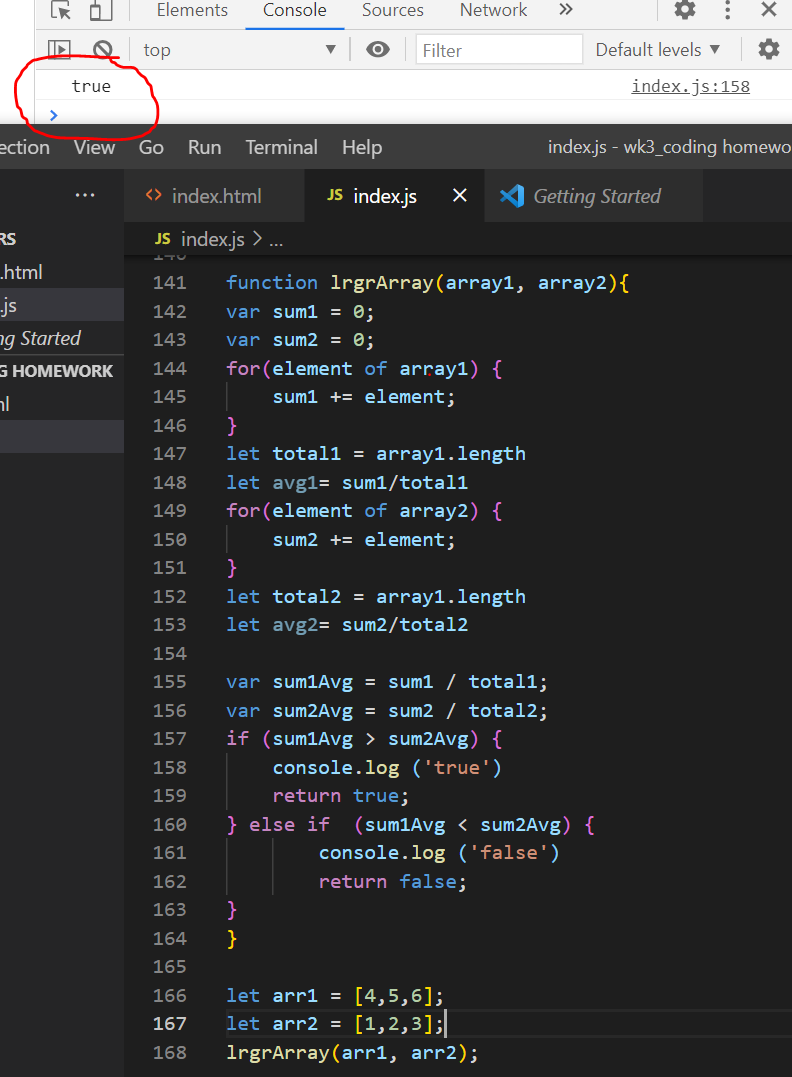 Elements Console Sources Network »
top Filter Default levels ▼
true index.js:158
>
ection View Go Run Terminal Help index.js - wk3_coding homewo
... <> index.html JS index.js × Getting Started
RS JS index.js > ...
140
.html 141 function lrgrArray(array1, array2){
142 var sum1 = 0;
.js 143 var sum2 = 0;
ng Started 144 for(element of array1) {
G HOMEWORK 145 sum1 += element;
ml 146 }
147 let total1 = array1.length
148 let avg1= sum1/total1
149 for(element of array2) {
150 sum2 += element;
151 }
152 let total2 = array1.length
153 let avg2= sum2/total2
154
155 var sum1Avg = sum1 / total1;
156 var sum2Avg = sum2 / total2;
157 if (sum1Avg > sum2Avg) {
158 console.log ('true')
159 return true;
160 } else if  (sum1Avg < sum2Avg) {
161 console.log ('false')
162 return false;
163 }
164 }
165
166 let arr1 = [4,5,6];
167 let arr2 = [1,2,3];
168 lrgrArray(arr1, arr2);